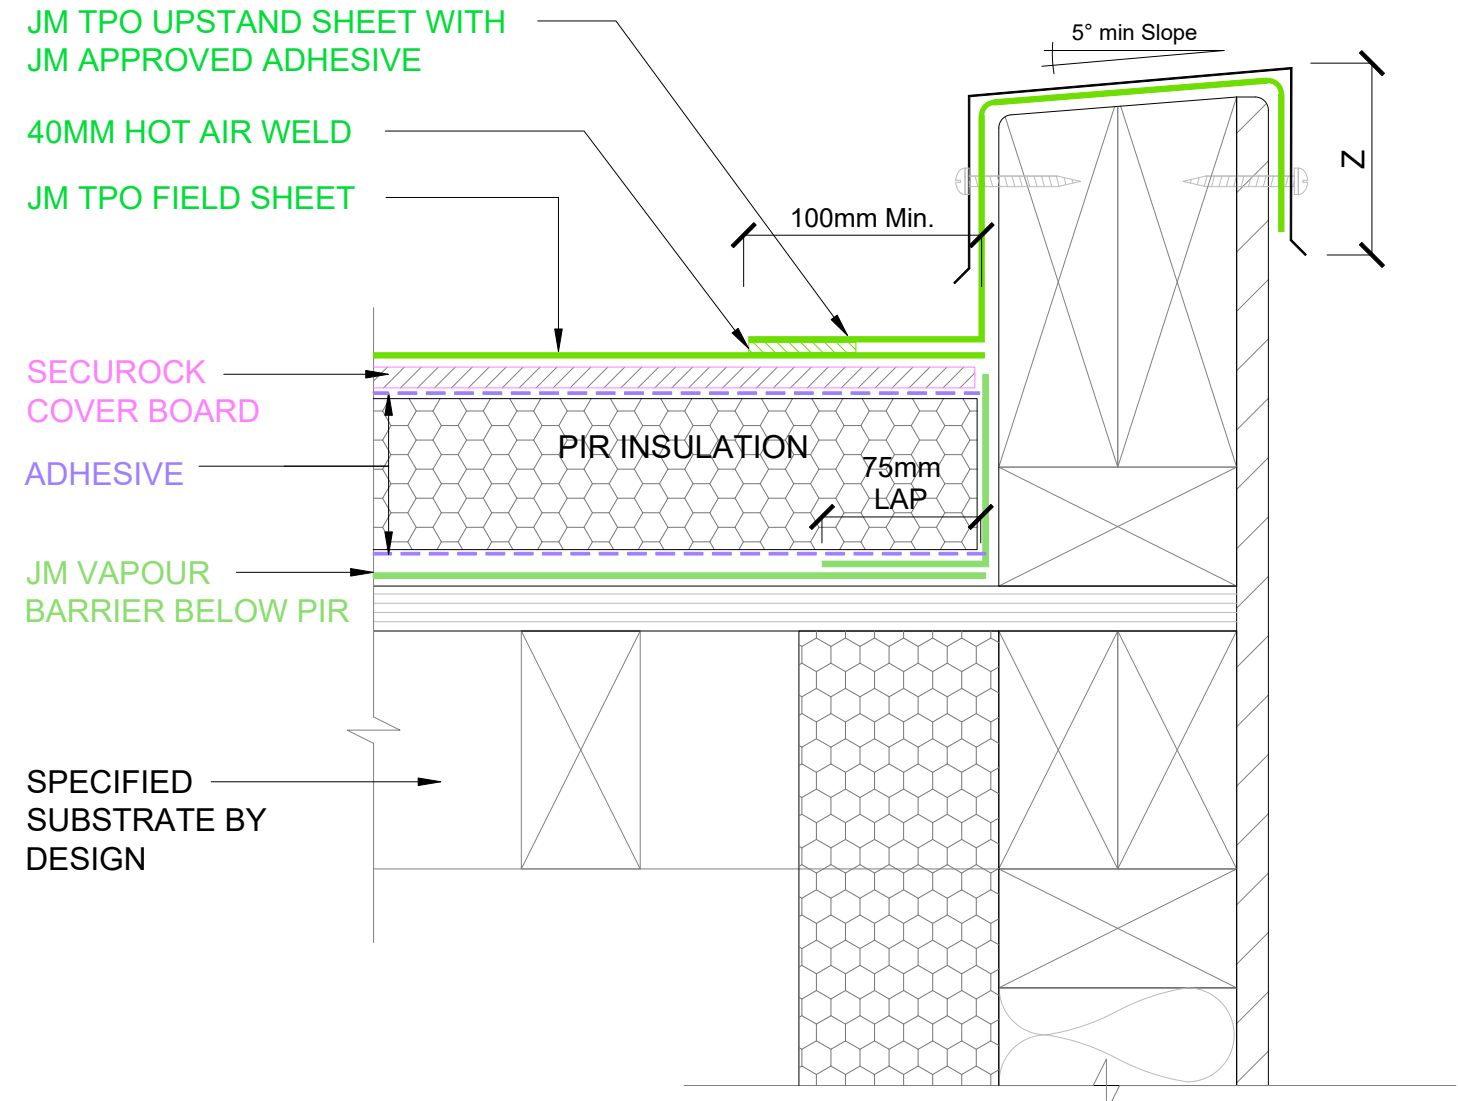 JM TPO UPSTAND SHEET WITH
JM APPROVED ADHESIVE
5° min Slope
40MM HOT AIR WELD
Z
JM TPO FIELD SHEET
100mm Min.
SECUROCK
COVER BOARD
PIR INSULATION
75mm
LAP
ADHESIVE
JM VAPOUR
BARRIER BELOW PIR
SPECIFIED
SUBSTRATE BY
DESIGN